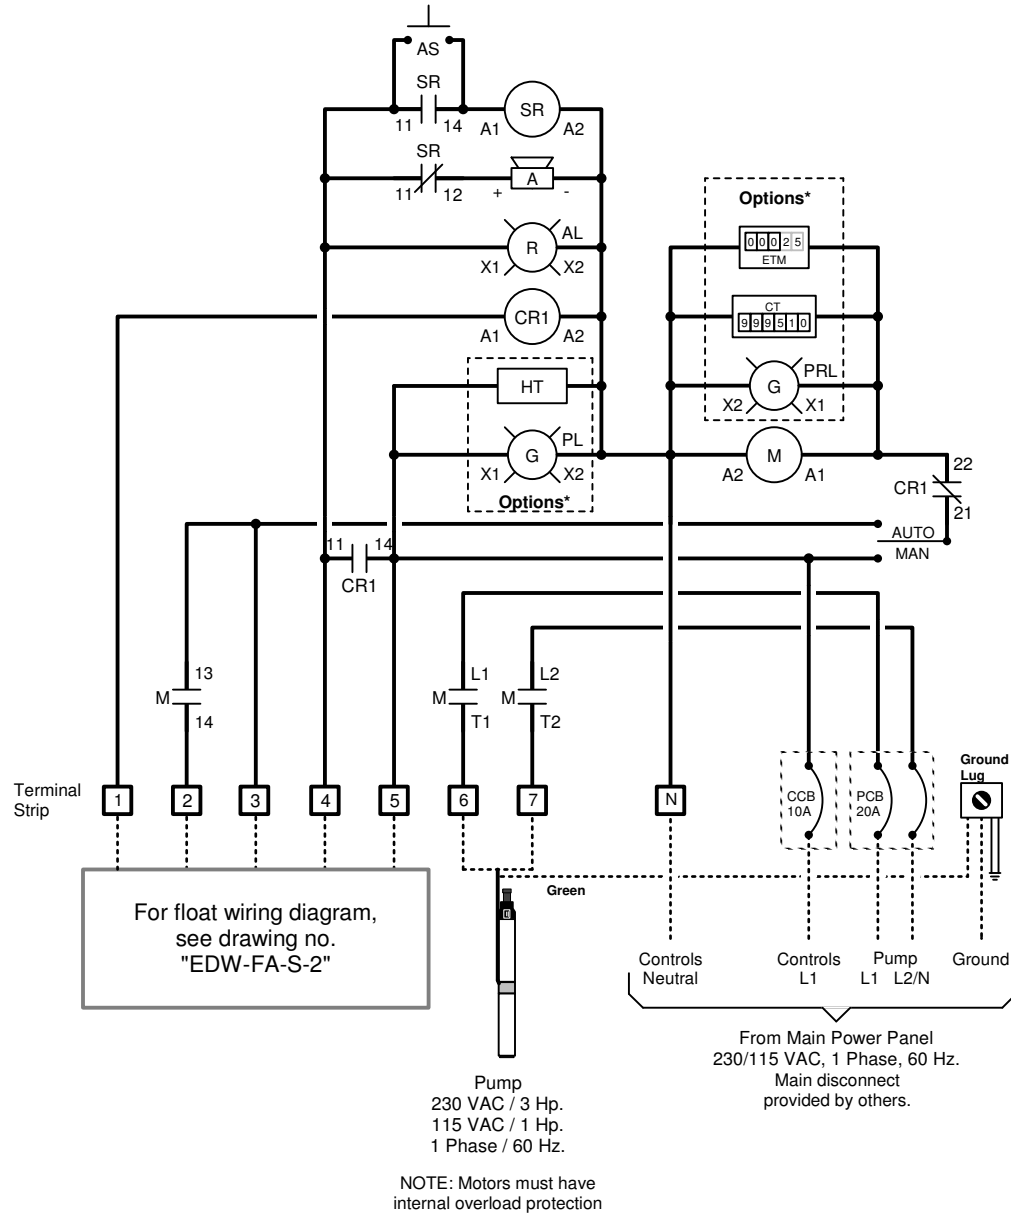 AS
SR
11 14
A1 SR A2
SR
11 12
+ A -
R AL
X1 X2
CR1
A1 A2
HT
G PL
X1 X2
Options*
Options*
0 0 0 2 5
ETM
CT
9 9 9 5 1 0
G PRL
X2 X1
M
A2 A1
22
CR1
21
AUTO
MAN
11 14
CR1
13
M
14
L1
M
T1
L2
M
T2
Terminal
Strip
1 2 3 4 5 6 7 N
CCB
10A
PCB
20A
Ground
Lug
Green
For float wiring diagram,
see drawing no.
"EDW-FA-S-2"
Controls
Neutral
Controls
L1
Pump
L1 L2/N
Ground
From Main Power Panel
230/115 VAC, 1 Phase, 60 Hz.
Main disconnect
provided by others.
Pump
230 VAC / 3 Hp.
115 VAC / 1 Hp.
1 Phase / 60 Hz.
NOTE: Motors must have
internal overload protection